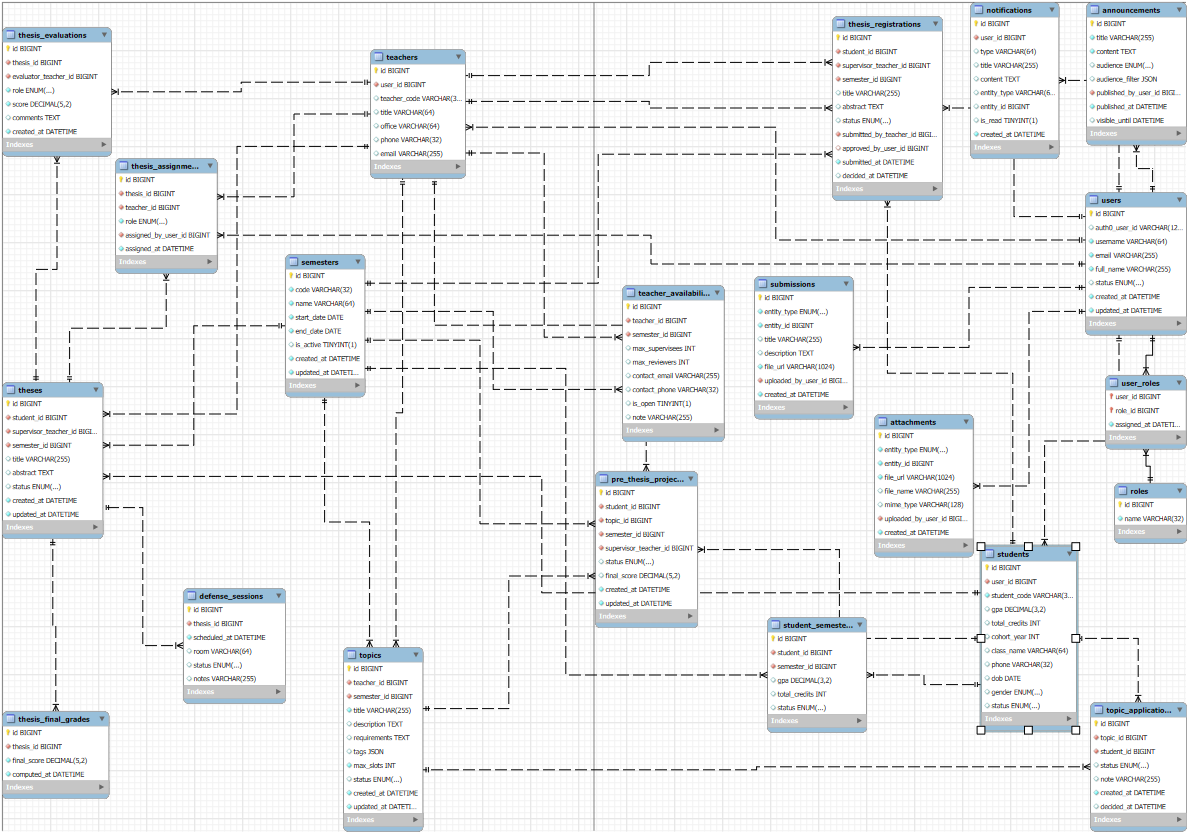 thesis_evaluations
id BIGINT
thesis_id BIGINT
evaluator_teacher_id BIGINT
role ENUM(...)
score DECIMAL(5,2)
comments TEXT
created_at DATETIME
Indexes
thesis_assignme...
id BIGINT
thesis_id BIGINT
teacher_id BIGINT
role ENUM(...)
assigned_by_user_id BIGINT
assigned_at DATETIME
Indexes
teachers
id BIGINT
user_id BIGINT
teacher_code VARCHAR(3...
title VARCHAR(64)
office VARCHAR(64)
phone VARCHAR(32)
email VARCHAR(255)
Indexes
thesis_registrations
id BIGINT
student_id BIGINT
supervisor_teacher_id BIGINT
semester_id BIGINT
title VARCHAR(255)
abstract TEXT
status ENUM(...)
submitted_by_teacher_id BIGI...
approved_by_user_id BIGINT
submitted_at DATETIME
decided_at DATETIME
Indexes
notifications
id BIGINT
user_id BIGINT
type VARCHAR(64)
title VARCHAR(255)
content TEXT
entity_type VARCHAR(6...
entity_id BIGINT
is_read TINYINT(1)
created_at DATETIME
Indexes
announcements
id BIGINT
title VARCHAR(255)
content TEXT
audience ENUM(...)
audience_filter JSON
published_by_user_id BIGI...
published_at DATETIME
visible_until DATETIME
Indexes
users
id BIGINT
auth0_user_id VARCHAR(12...
username VARCHAR(64)
email VARCHAR(255)
full_name VARCHAR(255)
status ENUM(...)
created_at DATETIME
updated_at DATETIME
Indexes
semesters
id BIGINT
code VARCHAR(32)
name VARCHAR(64)
start_date DATE
end_date DATE
is_active TINYINT(1)
created_at DATETIME
updated_at DATETI...
Indexes
teacher_availabili...
id BIGINT
teacher_id BIGINT
semester_id BIGINT
max_supervisees INT
max_reviewers INT
contact_email VARCHAR(255)
contact_phone VARCHAR(32)
is_open TINYINT(1)
note VARCHAR(255)
Indexes
submissions
id BIGINT
entity_type ENUM(...)
entity_id BIGINT
title VARCHAR(255)
description TEXT
file_url VARCHAR(1024)
uploaded_by_user_id BIGI...
created_at DATETIME
Indexes
user_roles
user_id BIGINT
role_id BIGINT
assigned_at DATETI...
Indexes
theses
id BIGINT
student_id BIGINT
supervisor_teacher_id BIGI...
semester_id BIGINT
title VARCHAR(255)
abstract TEXT
status ENUM(...)
created_at DATETIME
updated_at DATETIME
Indexes
attachments
id BIGINT
entity_type ENUM(...)
entity_id BIGINT
file_url VARCHAR(1024)
file_name VARCHAR(255)
mime_type VARCHAR(128)
uploaded_by_user_id BIGI...
created_at DATETIME
Indexes
roles
id BIGINT
name VARCHAR(32)
Indexes
pre_thesis_projec...
id BIGINT
student_id BIGINT
topic_id BIGINT
semester_id BIGINT
supervisor_teacher_id BIGINT
status ENUM(...)
final_score DECIMAL(5,2)
created_at DATETIME
updated_at DATETIME
Indexes
students
id BIGINT
user_id BIGINT
student_code VARCHAR(3...
gpa DECIMAL(3,2)
total_credits INT
cohort_year INT
class_name VARCHAR(64)
phone VARCHAR(32)
dob DATE
gender ENUM(...)
status ENUM(...)
Indexes
defense_sessions
id BIGINT
thesis_id BIGINT
scheduled_at DATETIME
room VARCHAR(64)
status ENUM(...)
notes VARCHAR(255)
Indexes
student_semeste...
id BIGINT
student_id BIGINT
semester_id BIGINT
gpa DECIMAL(3,2)
total_credits INT
status ENUM(...)
Indexes
topics
id BIGINT
teacher_id BIGINT
semester_id BIGINT
title VARCHAR(255)
description TEXT
requirements TEXT
tags JSON
max_slots INT
status ENUM(...)
created_at DATETIME
updated_at DATETI...
Indexes
thesis_final_grades
id BIGINT
thesis_id BIGINT
final_score DECIMAL(5,2)
computed_at DATETIME
Indexes
topic_applicatio...
id BIGINT
topic_id BIGINT
student_id BIGINT
status ENUM(...)
note VARCHAR(255)
created_at DATETIME
decided_at DATETIME
Indexes